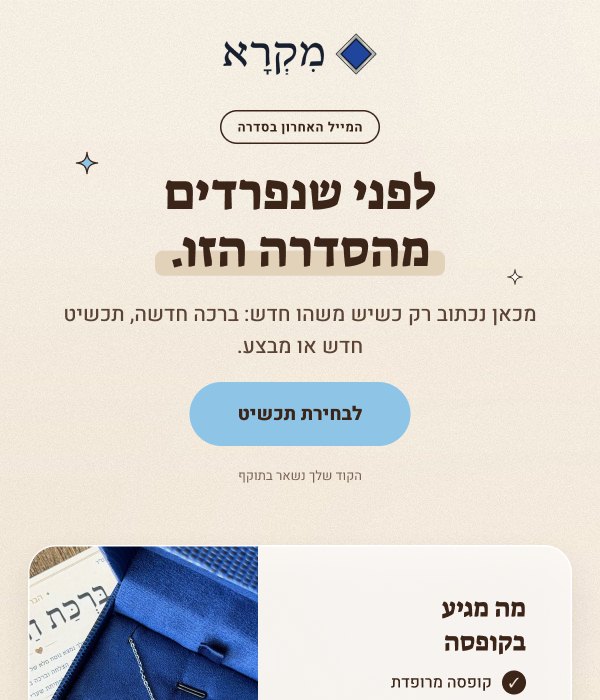 מִקְרָא
המייל האחרון בסדרה
לפני שנפרדים
מהסדרה הזו.
מכאן נכתוב רק כשיש משהו חדש: ברכה חדשה, תכשיט
חדש או מבצע.
לבחירת תכשיט
הקוד שלך נשאר בתוקף
מה מגיע
בקופסה
קופסה מרופדת
בִּרְכַּת